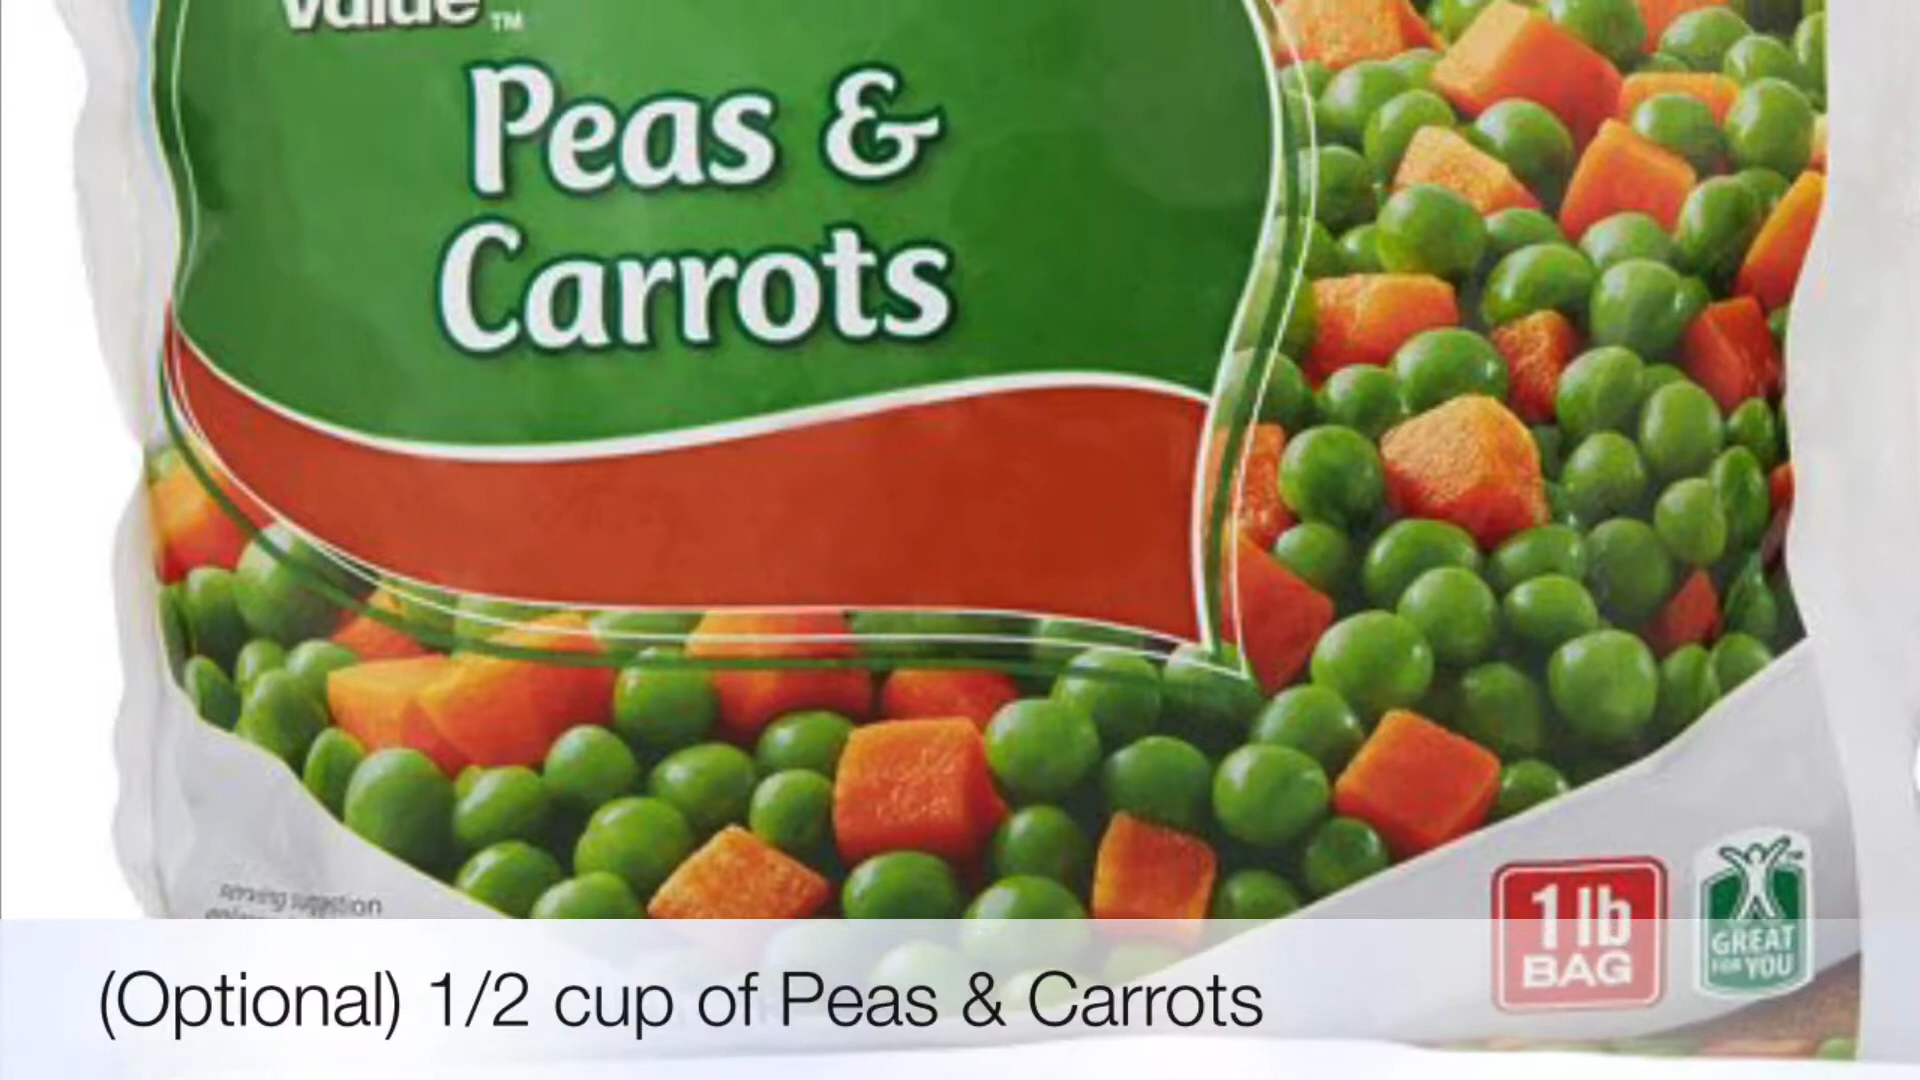 Value™
Peas &
Carrots
serving suggestion
1 lb
BAG
GREAT
FOR YOU
(Optional) 1/2 cup of Peas & Carrots